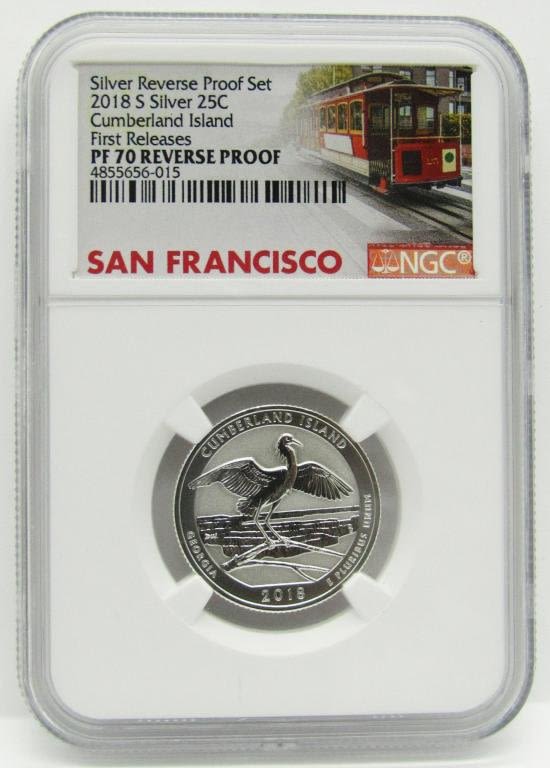 Silver Reverse Proof Set
2018 S Silver 25C
Cumberland Island
First Releases
PF 70 REVERSE PROOF
4855656-015
SAN FRANCISCO
NGC®
CUMBERLAND ISLAND
GEORGIA
2018
E PLURIBUS UNUM